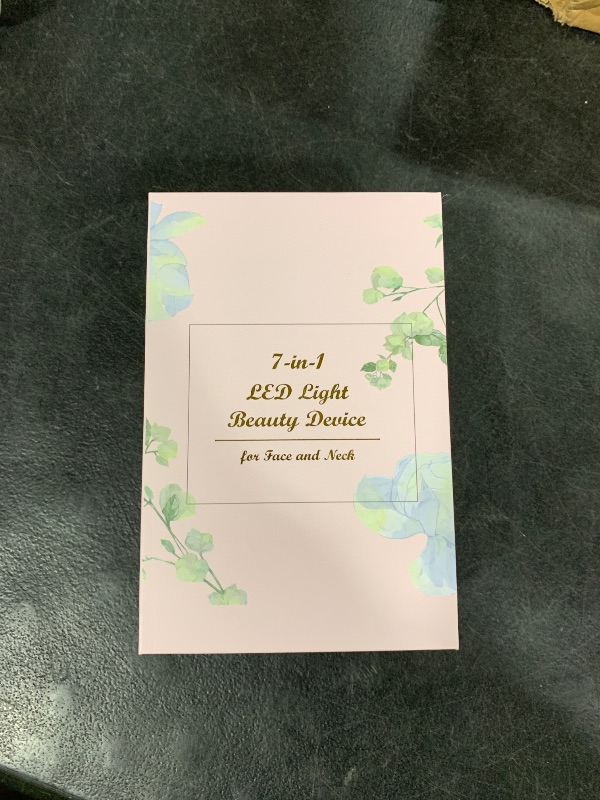 7-in-1
LED Light
Beauty Device
for Face and Neck